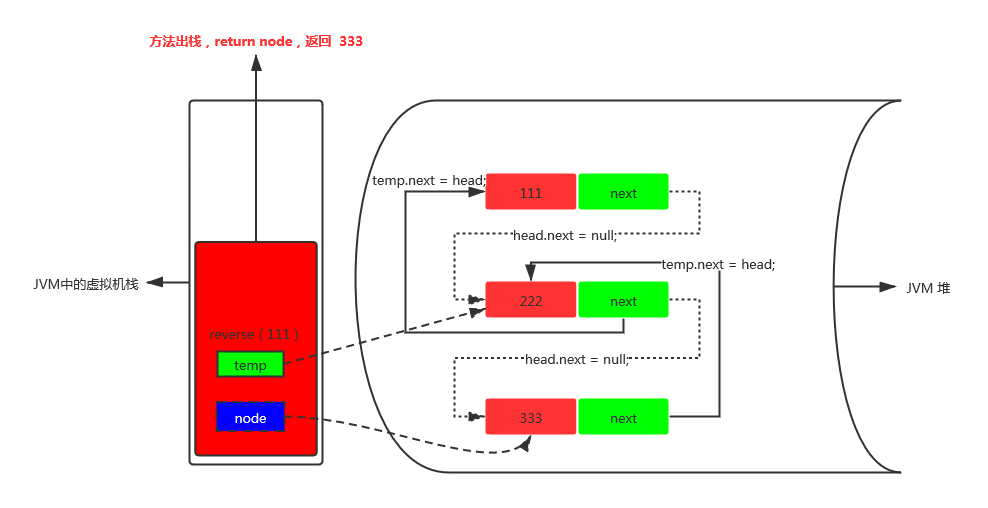 方法出栈，return node，返回  333
temp.next = head;
111
next
head.next = null;
temp.next = head;
JVM中的虚拟机栈
222
next
JVM 堆
reverse ( 111 )
temp
head.next = null;
node
333
next